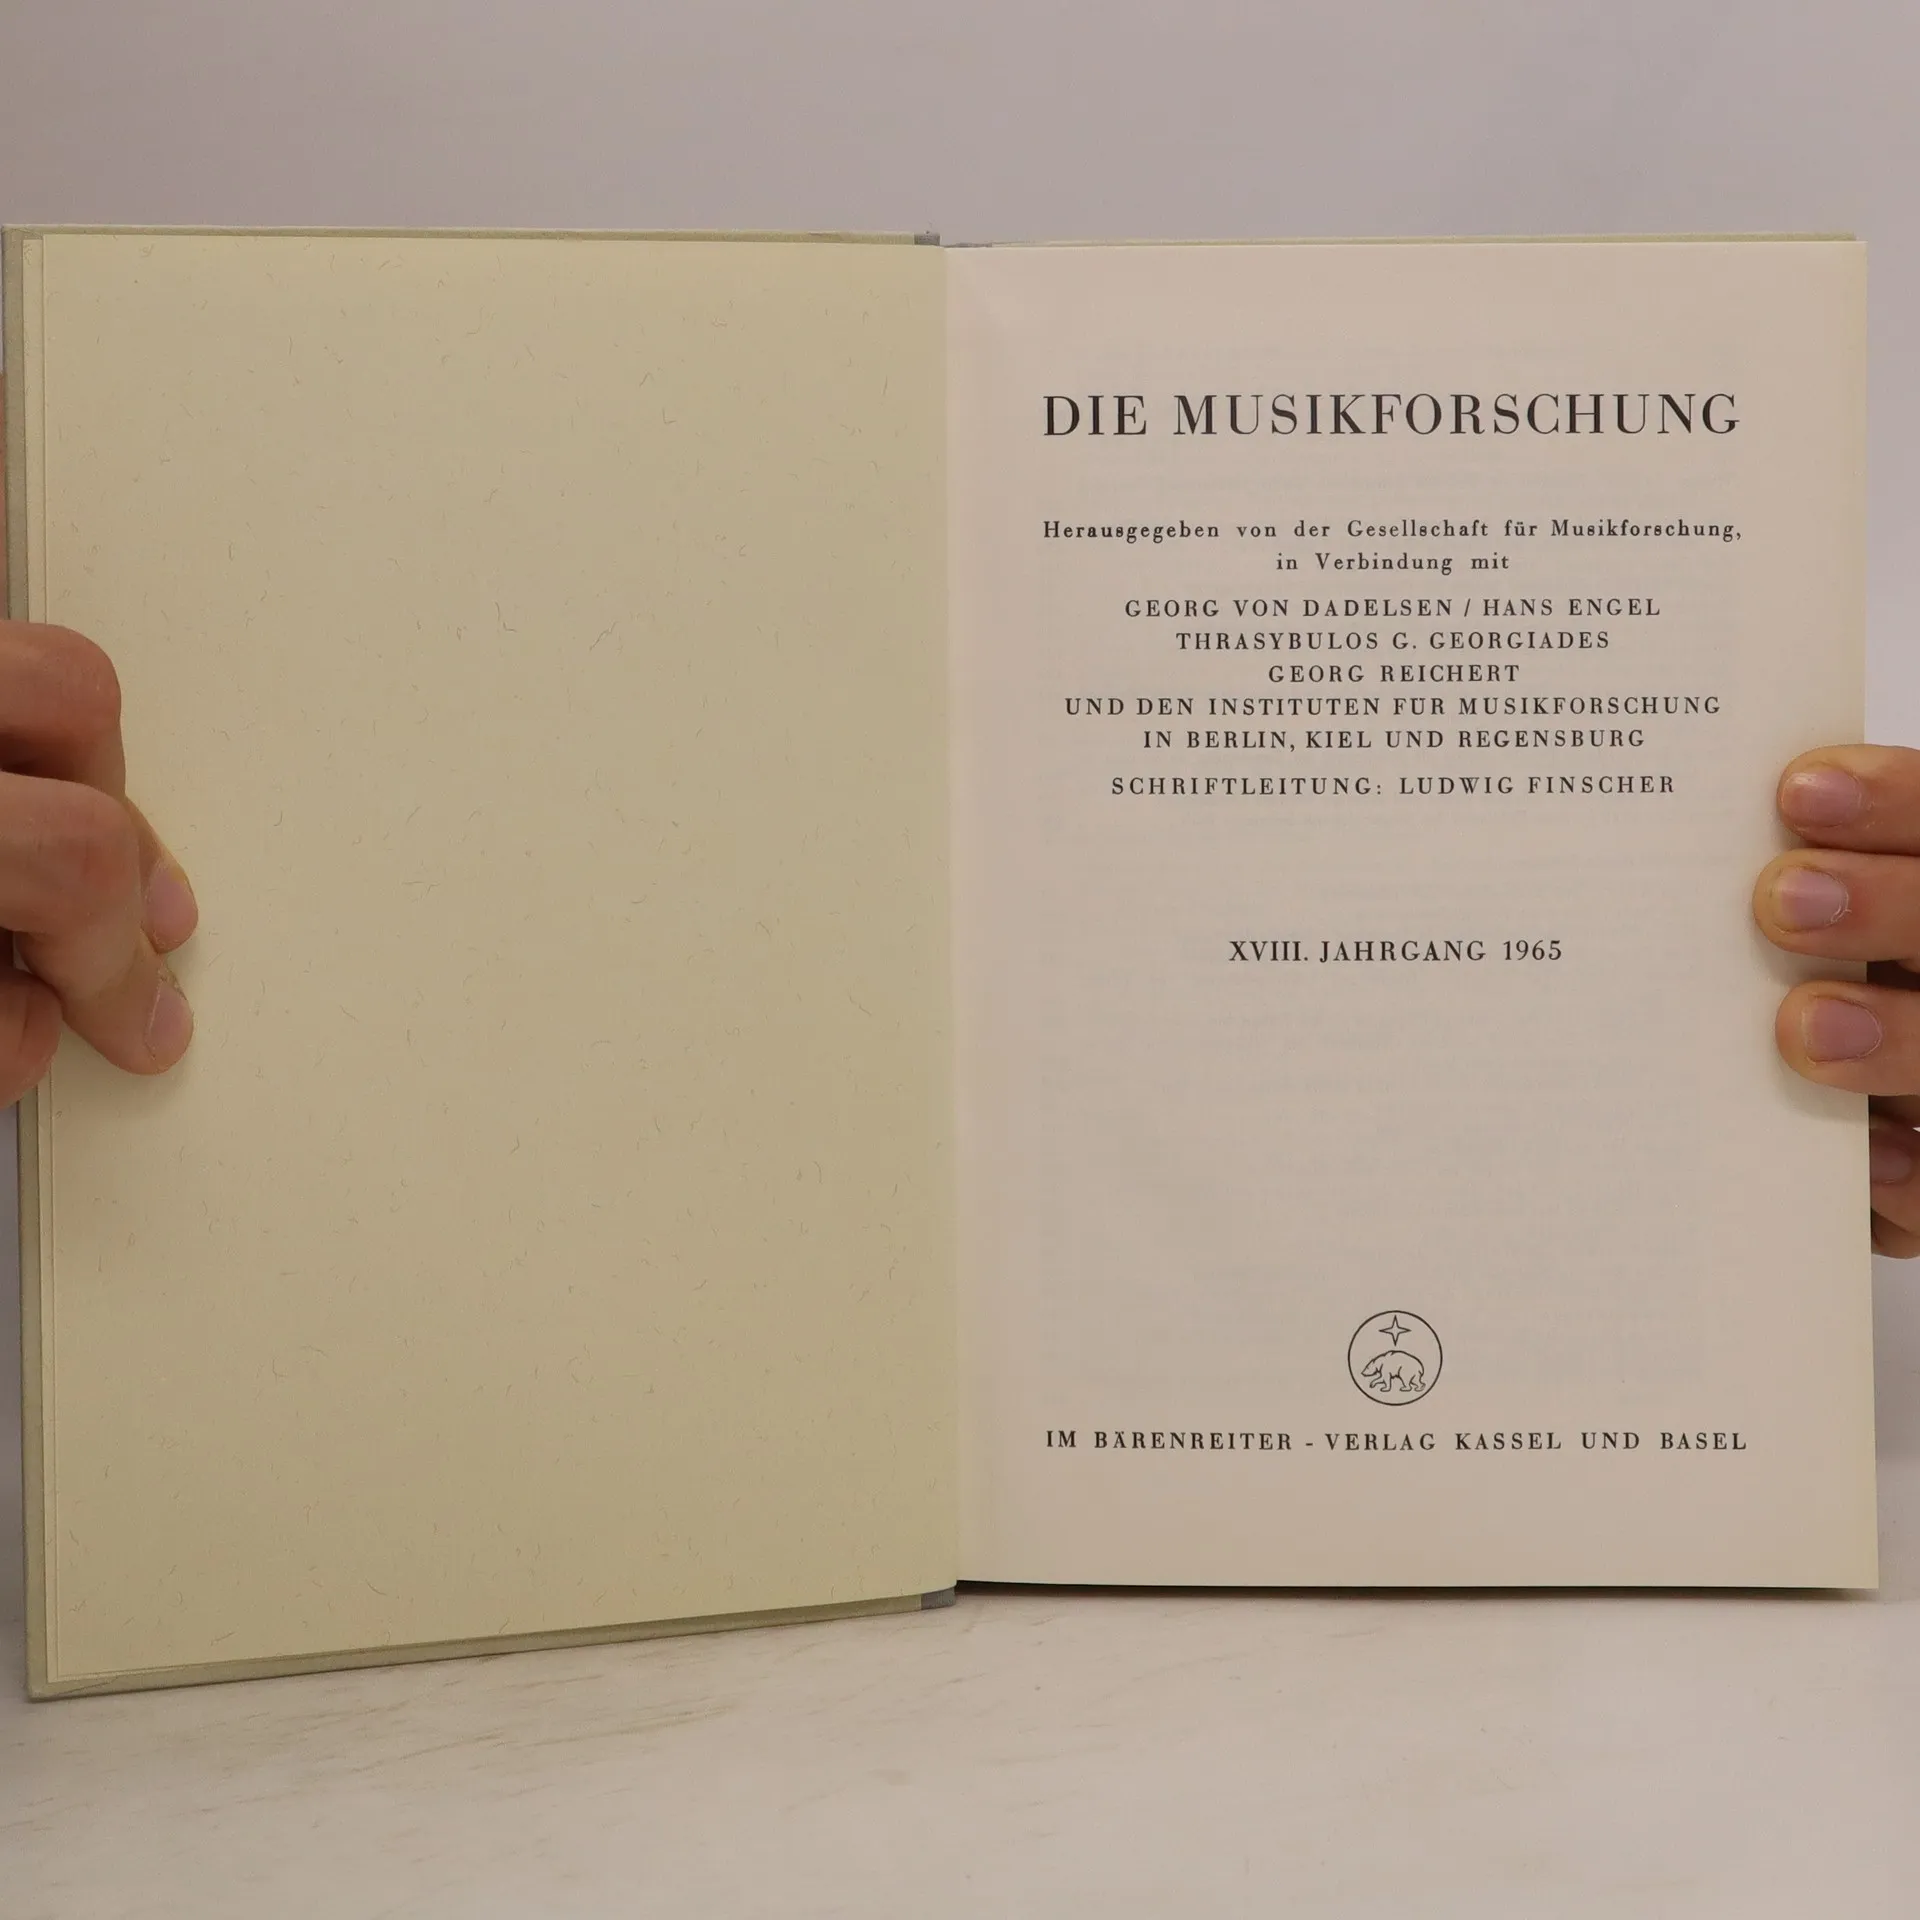 DIE MUSIKFORSCHUNG
Herausgegeben von der Gesellschaft für Musikforschung,
in Verbindung mit
GEORG VON DADELSEN / HANS ENGEL
THRASYBULOS G. GEORGIADES
GEORG REICHERT
UND DEN INSTITUTEN FÜR MUSIKFORSCHUNG
IN BERLIN, KIEL UND REGENSBURG
SCHRIFTLEITUNG: LUDWIG FINSCHER
XVIII. JAHRGANG 1965
IM BÄRENREITER - VERLAG KASSEL UND BASEL